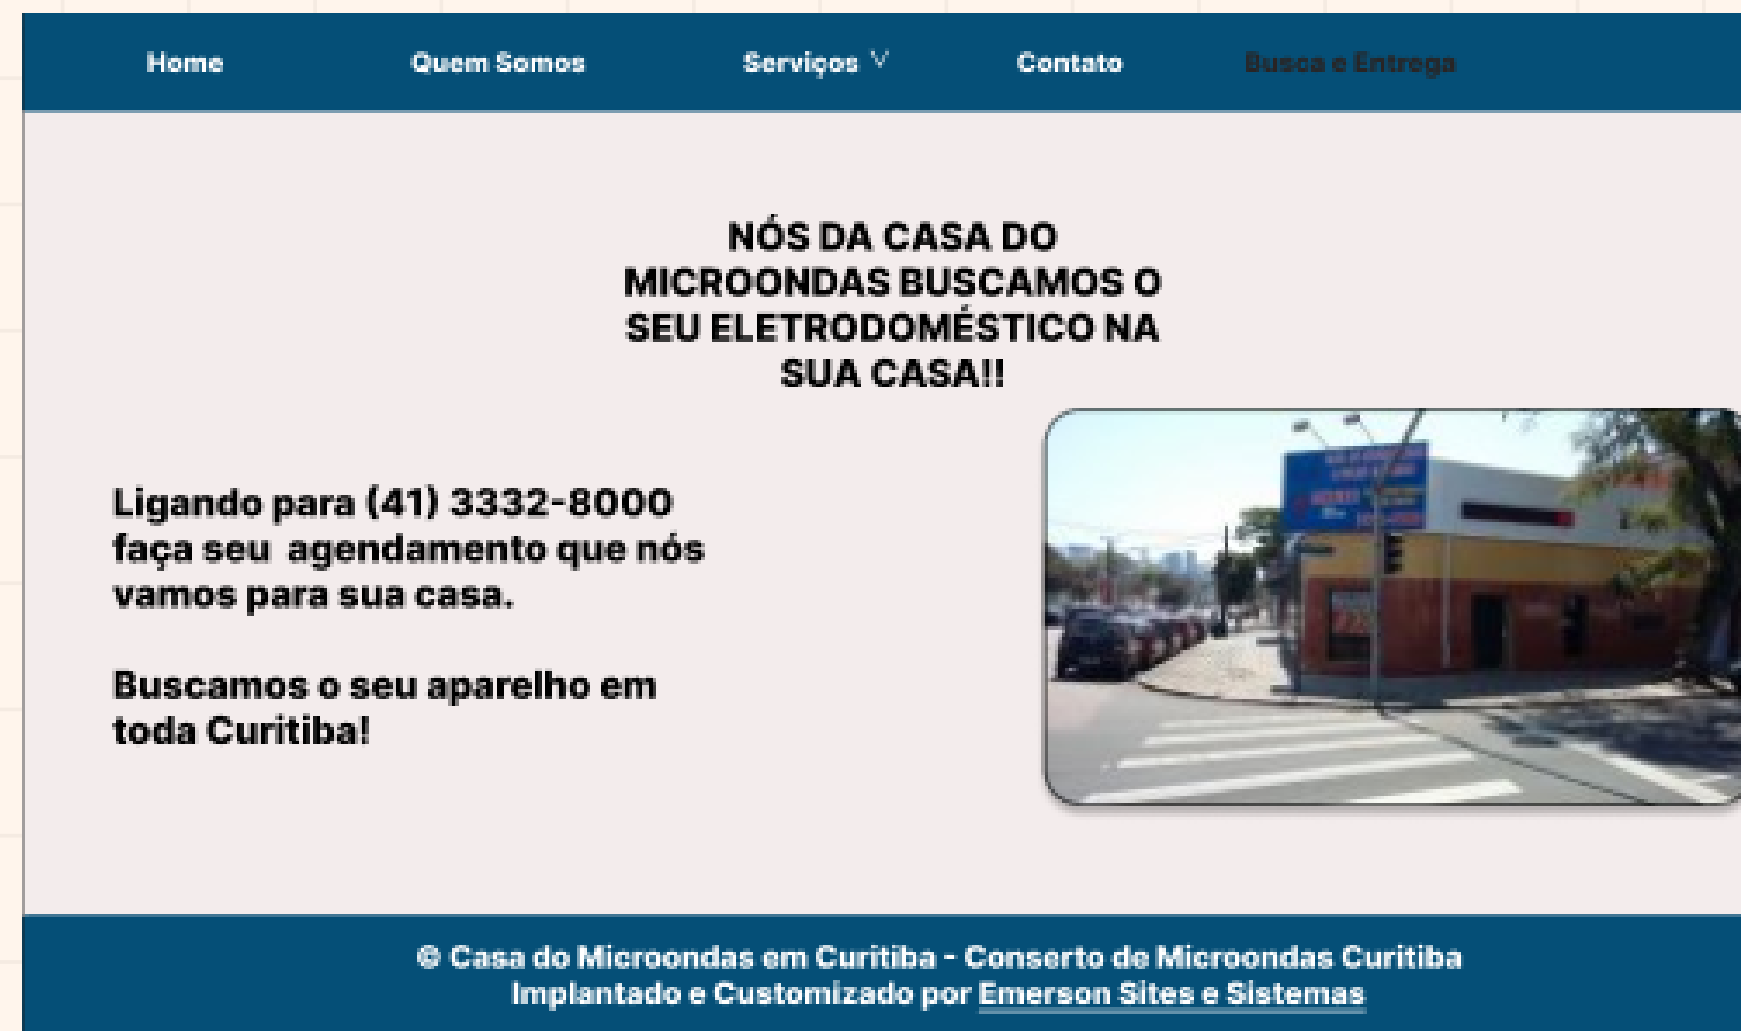 Home Quem Somos Serviços V Contato Busca e Entrega
NÓS DA CASA DO
MICROONDAS BUSCAMOS O
SEU ELETRODOMÉSTICO NA
SUA CASA!!
Ligando para (41) 3332-8000
faça seu agendamento que nós
vamos para sua casa.
Buscamos o seu aparelho em
toda Curitiba!
© Casa do Microondas em Curitiba - Conserto de Microondas Curitiba
Implantado e Customizado por Emerson Sites e Sistemas